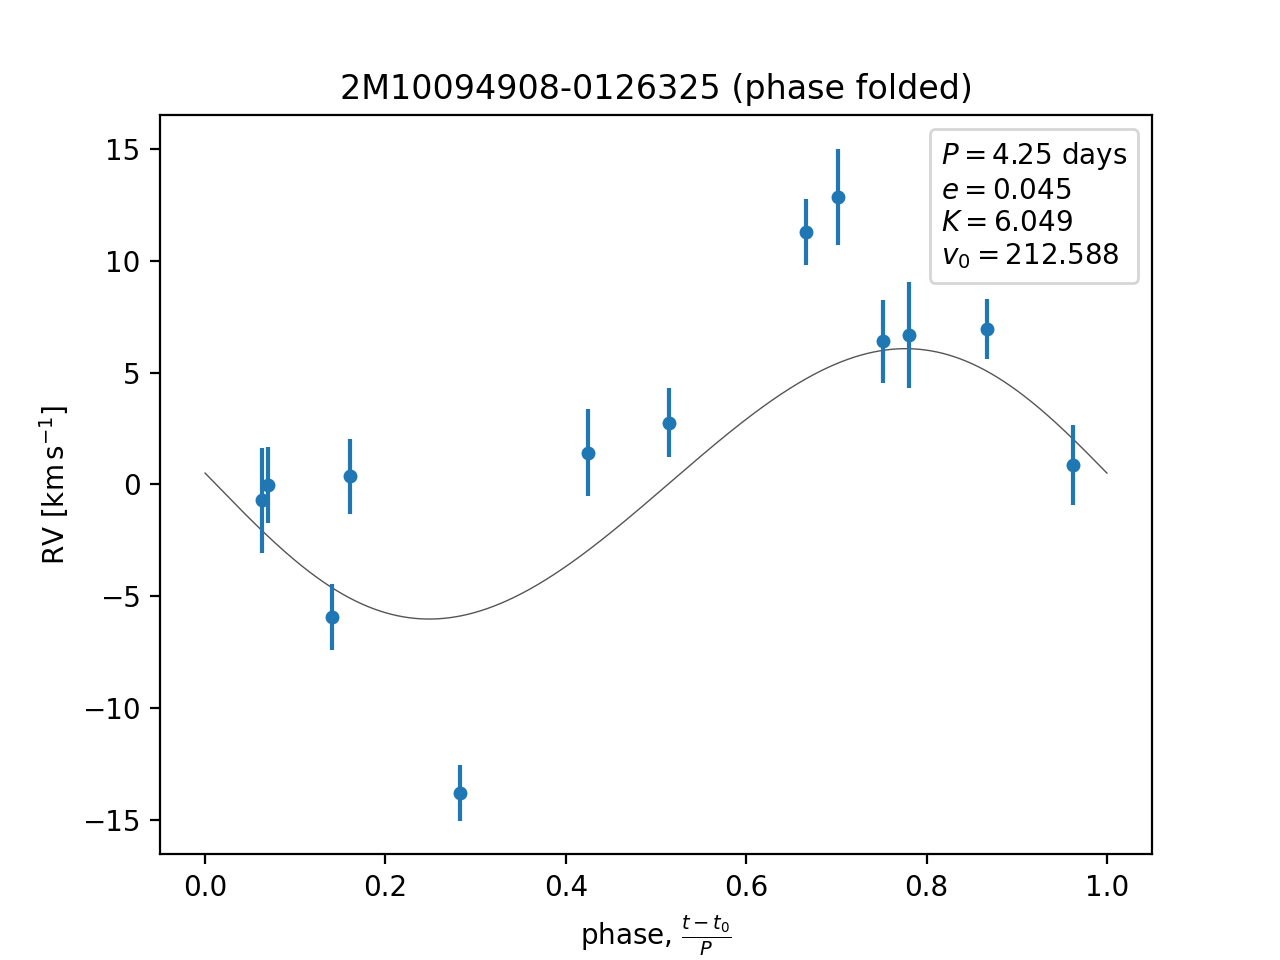 2M10094908-0126325 (phase folded)
P = 4.25 days
e = 0.045
K = 6.049
v₀ = 212.588
15
10
5
0
−5
−10
−15
RV [km s⁻¹]
0.0 0.2 0.4 0.6 0.8 1.0
phase, (t − t₀)/P